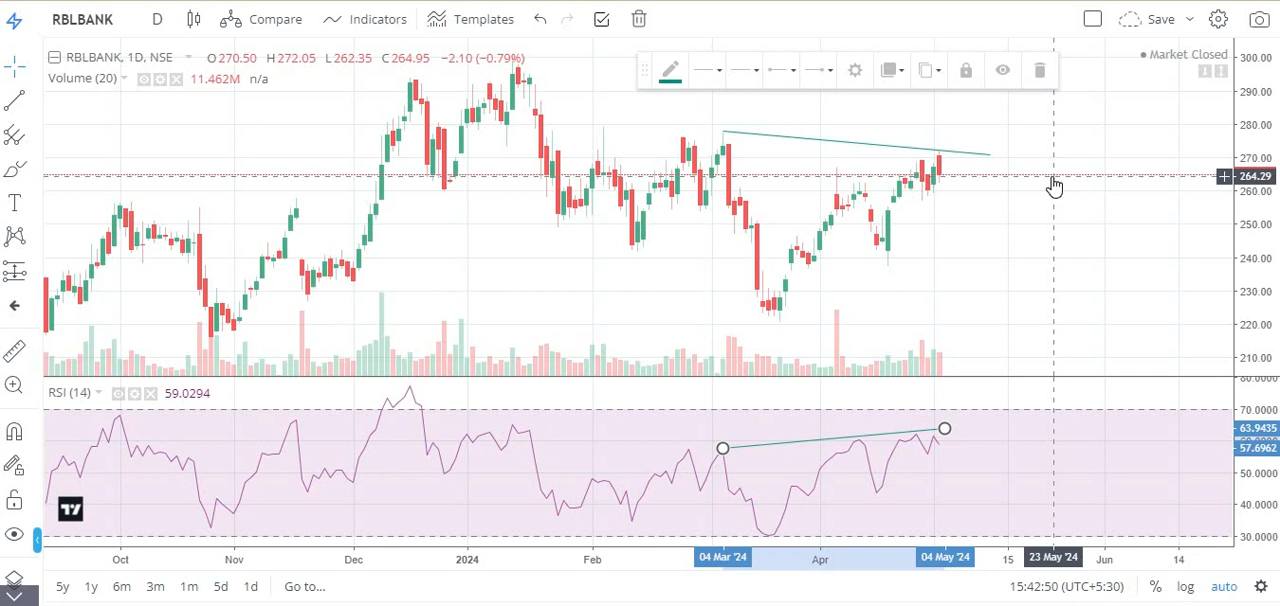 RBLBANK D Compare Indicators Templates Save
RBLBANK, 1D, NSE O 270.50 H 272.05 L 262.35 C 264.95 −2.10 (−0.79%)
Market Closed
Volume (20) 11.462M n/a
300.00
290.00
280.00
270.00
264.29
260.00
250.00
240.00
230.00
220.00
210.00
80.0000
RSI (14) 59.0294
70.0000
63.9435
57.6962
50.0000
40.0000
30.0000
Oct Nov Dec 2024 Feb 04 Mar '24 Apr 04 May '24 15 23 May '24 Jun 14
5y 1y 6m 3m 1m 5d 1d Go to... 15:42:50 (UTC+5:30) % log auto